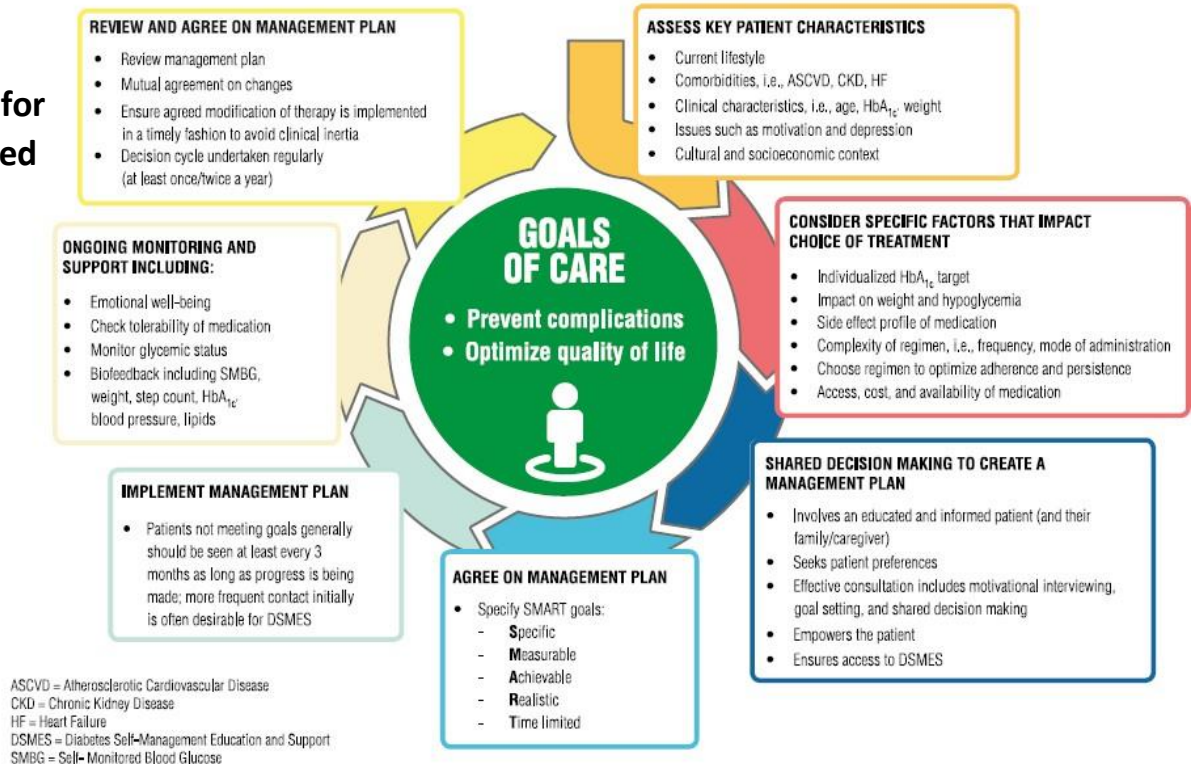 for
ed
REVIEW AND AGREE ON MANAGEMENT PLAN
• Review management plan
• Mutual agreement on changes
• Ensure agreed modification of therapy is implemented
in a timely fashion to avoid clinical inertia
• Decision cycle undertaken regularly
(at least once/twice a year)
ASSESS KEY PATIENT CHARACTERISTICS
• Current lifestyle
• Comorbidities, i.e., ASCVD, CKD, HF
• Clinical characteristics, i.e., age, HbA1c, weight
• Issues such as motivation and depression
• Cultural and socioeconomic context
CONSIDER SPECIFIC FACTORS THAT IMPACT
CHOICE OF TREATMENT
• Individualized HbA1c target
• Impact on weight and hypoglycemia
• Side effect profile of medication
• Complexity of regimen, i.e., frequency, mode of administration
• Choose regimen to optimize adherence and persistence
• Access, cost, and availability of medication
SHARED DECISION MAKING TO CREATE A
MANAGEMENT PLAN
• Involves an educated and informed patient (and their
family/caregiver)
• Seeks patient preferences
• Effective consultation includes motivational interviewing,
goal setting, and shared decision making
• Empowers the patient
• Ensures access to DSMES
AGREE ON MANAGEMENT PLAN
• Specify SMART goals:
- Specific
- Measurable
- Achievable
- Realistic
- Time limited
IMPLEMENT MANAGEMENT PLAN
• Patients not meeting goals generally
should be seen at least every 3
months as long as progress is being
made; more frequent contact initially
is often desirable for DSMES
ONGOING MONITORING AND
SUPPORT INCLUDING:
• Emotional well-being
• Check tolerability of medication
• Monitor glycemic status
• Biofeedback including SMBG,
weight, step count, HbA1c,
blood pressure, lipids
GOALS
OF CARE
• Prevent complications
• Optimize quality of life
ASCVD = Atherosclerotic Cardiovascular Disease
CKD = Chronic Kidney Disease
HF = Heart Failure
DSMES = Diabetes Self-Management Education and Support
SMBG = Self- Monitored Blood Glucose